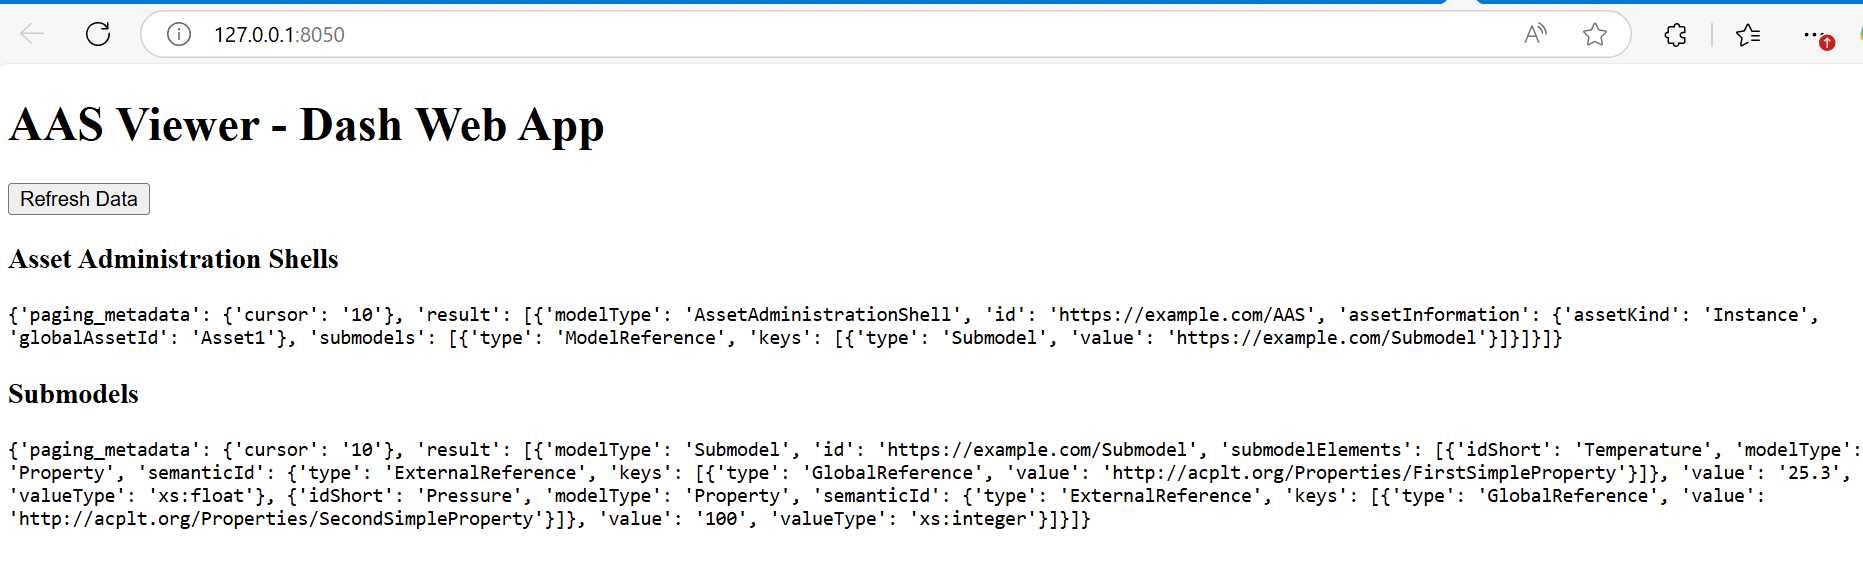 127.0.0.1:8050
AAS Viewer - Dash Web App
Refresh Data
Asset Administration Shells
{'paging_metadata': {'cursor': '10'}, 'result': [{'modelType': 'AssetAdministrationShell', 'id': 'https://example.com/AAS', 'assetInformation': {'assetKind': 'Instance',
'globalAssetId': 'Asset1'}, 'submodels': [{'type': 'ModelReference', 'keys': [{'type': 'Submodel', 'value': 'https://example.com/Submodel'}]}]}]}
Submodels
{'paging_metadata': {'cursor': '10'}, 'result': [{'modelType': 'Submodel', 'id': 'https://example.com/Submodel', 'submodelElements': [{'idShort': 'Temperature', 'modelType':
'Property', 'semanticId': {'type': 'ExternalReference', 'keys': [{'type': 'GlobalReference', 'value': 'http://acplt.org/Properties/FirstSimpleProperty'}]}, 'value': '25.3',
'valueType': 'xs:float'}, {'idShort': 'Pressure', 'modelType': 'Property', 'semanticId': {'type': 'ExternalReference', 'keys': [{'type': 'GlobalReference', 'value':
'http://acplt.org/Properties/SecondSimpleProperty'}]}, 'value': '100', 'valueType': 'xs:integer'}]}]}